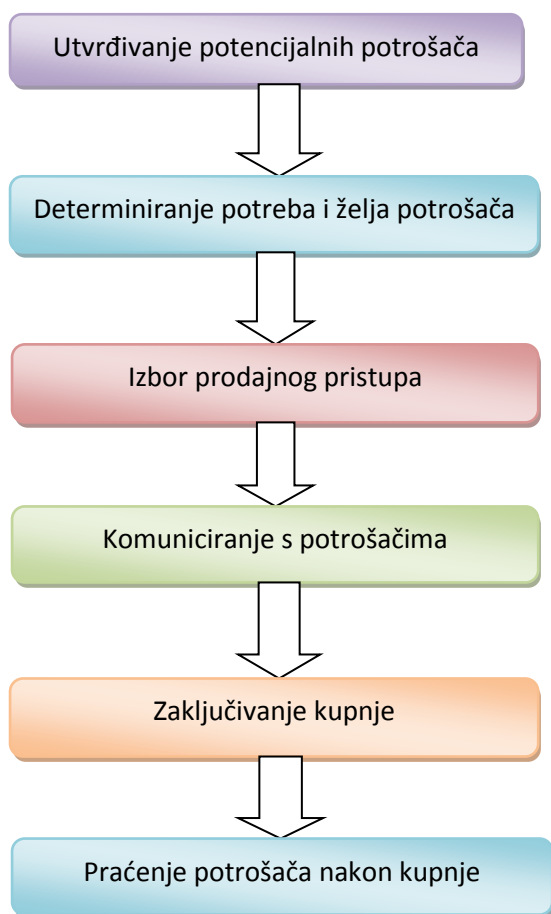 Utvrđivanje potencijalnih potrošača
Determiniranje potreba i želja potrošača
Izbor prodajnog pristupa
Komuniciranje s potrošačima
Zaključivanje kupnje
Praćenje potrošača nakon kupnje